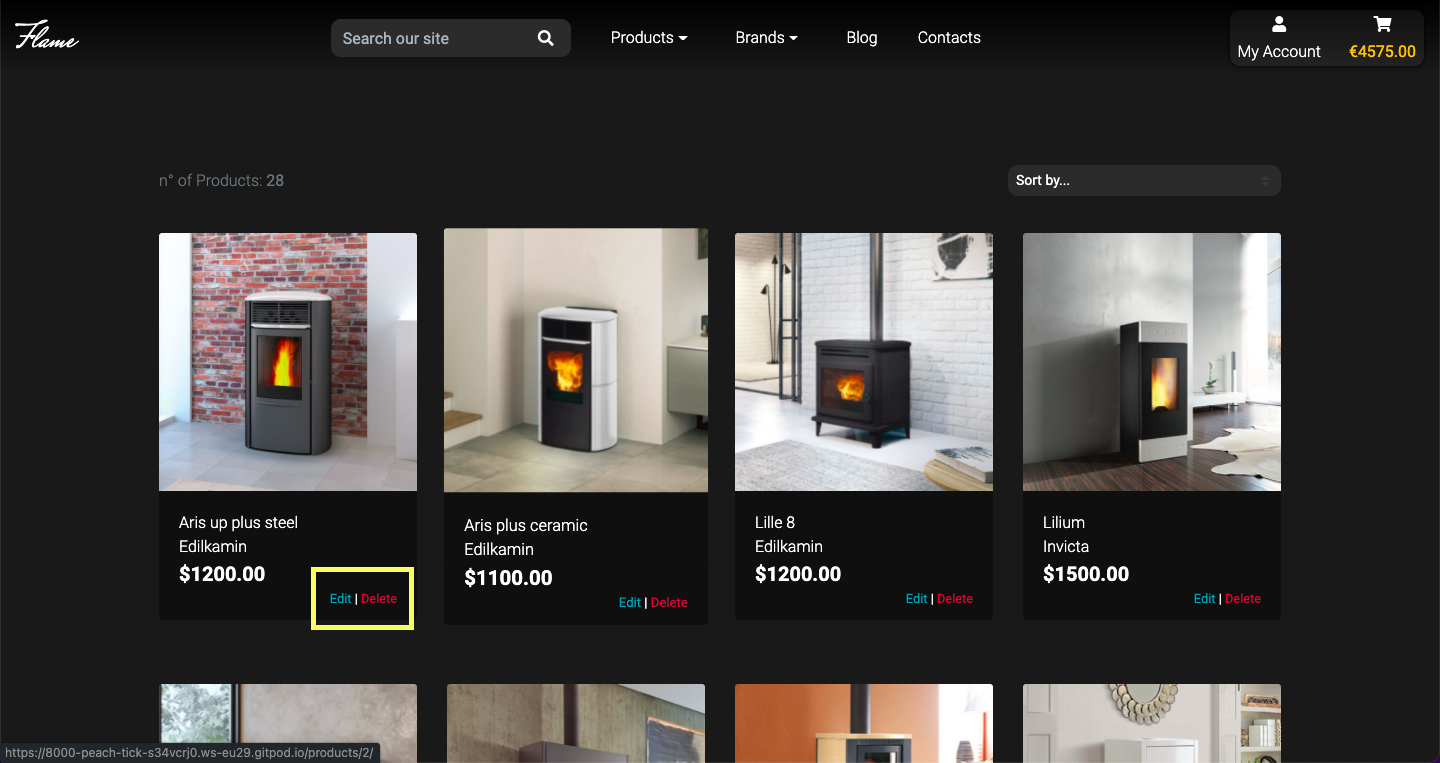 Flame
Search our site
Products
Brands
Blog
Contacts
My Account
€4575.00
n° of Products: 28
Sort by...
Aris up plus steel
Edilkamin
$1200.00
Edit | Delete
Aris plus ceramic
Edilkamin
$1100.00
Edit | Delete
Lille 8
Edilkamin
$1200.00
Edit | Delete
Lilium
Invicta
$1500.00
Edit | Delete
https://8000-peach-tick-s34vcrj0.ws-eu29.gitpod.io/products/2/